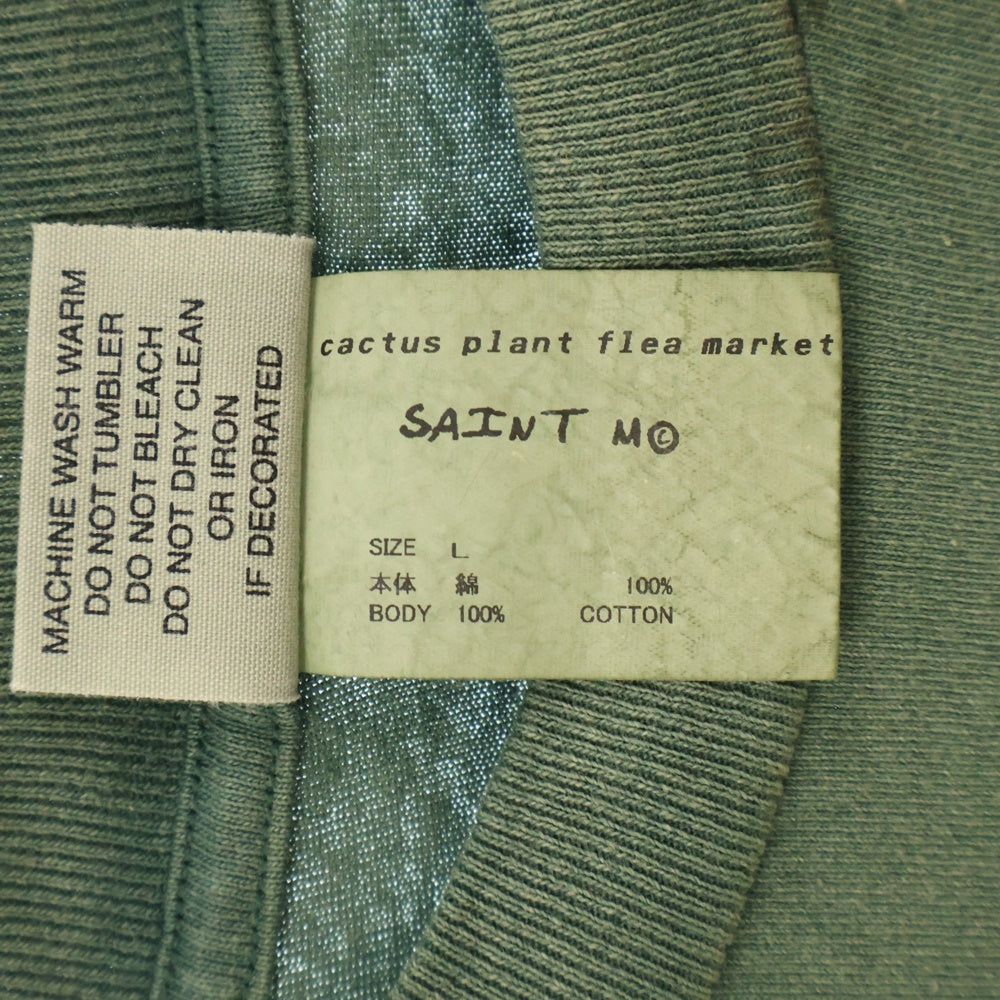 MACHINE WASH WARM
DO NOT TUMBLER
DO NOT BLEACH
DO NOT DRY CLEAN
OR IRON
IF DECORATED
cactus plant flea market
SAINT M©
SIZE L
本体 綿 100%
BODY 100% COTTON